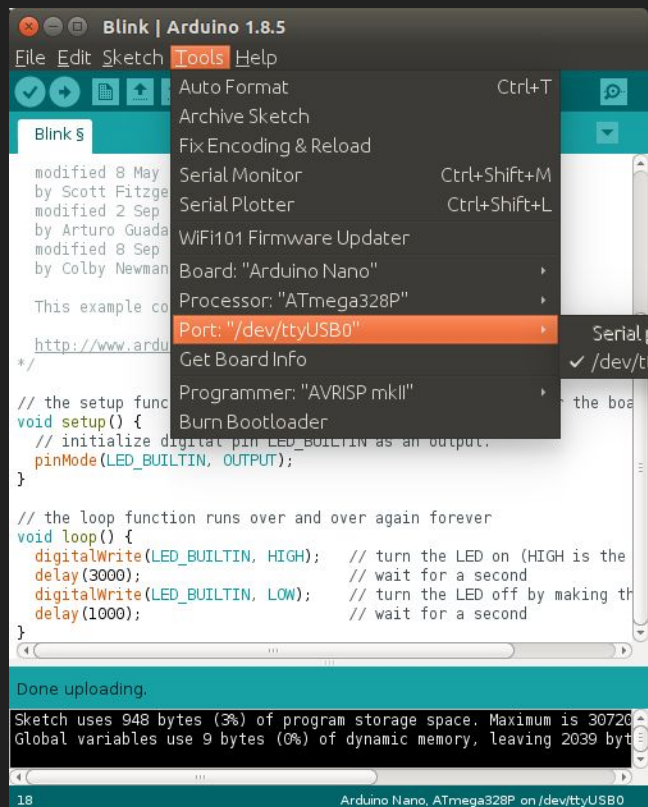 Blink | Arduino 1.8.5
File Edit Sketch Tools Help
Auto Format Ctrl+T
Archive Sketch
Fix Encoding & Reload
Serial Monitor Ctrl+Shift+M
Serial Plotter Ctrl+Shift+L
WiFi101 Firmware Updater
Board: "Arduino Nano"
Processor: "ATmega328P"
Port: "/dev/ttyUSB0"
Serial
/dev/tt
Get Board Info
Programmer: "AVRISP mkII"
Burn Bootloader
Blink §
modified 8 May
by Scott Fitzge
modified 2 Sep
by Arturo Guada
modified 8 Sep
by Colby Newman
This example co
http://www.ardu
*/
// the setup func the boa
void setup() {
// initialize digital pin LED_BUILTIN as an output.
pinMode(LED_BUILTIN, OUTPUT);
}
// the loop function runs over and over again forever
void loop() {
digitalWrite(LED_BUILTIN, HIGH); // turn the LED on (HIGH is the
delay(3000); // wait for a second
digitalWrite(LED_BUILTIN, LOW); // turn the LED off by making th
delay(1000); // wait for a second
}
Done uploading.
Sketch uses 948 bytes (3%) of program storage space. Maximum is 30720
Global variables use 9 bytes (0%) of dynamic memory, leaving 2039 byt
18 Arduino Nano, ATmega328P on /dev/ttyUSB0